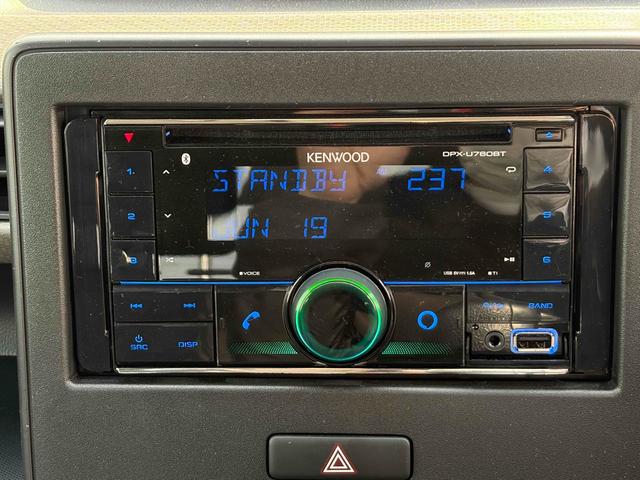 KENWOOD
DPX-U760BT
STANDBY
237
JUN 19
1
2
3
4
5
6
VOICE
USB 5V⎓1.5A
SRC
DISP
BAND